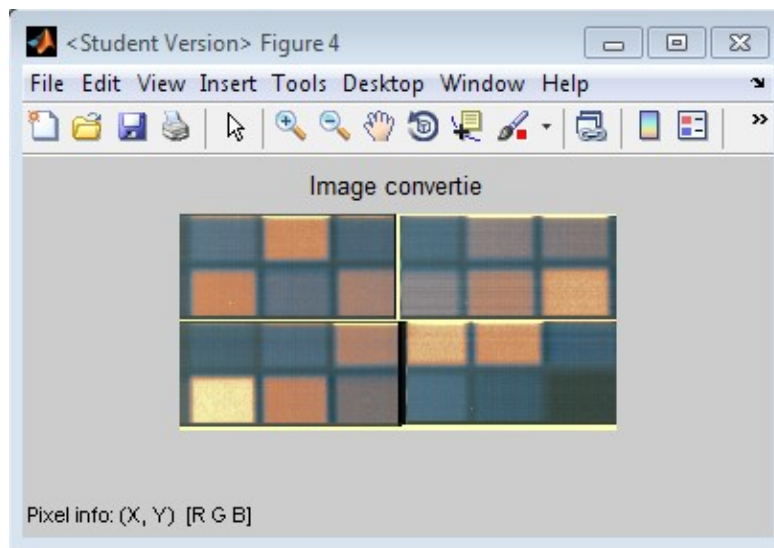 <Student Version> Figure 4
File Edit View Insert Tools Desktop Window Help
Image convertie
Pixel info: (X, Y) [R G B]